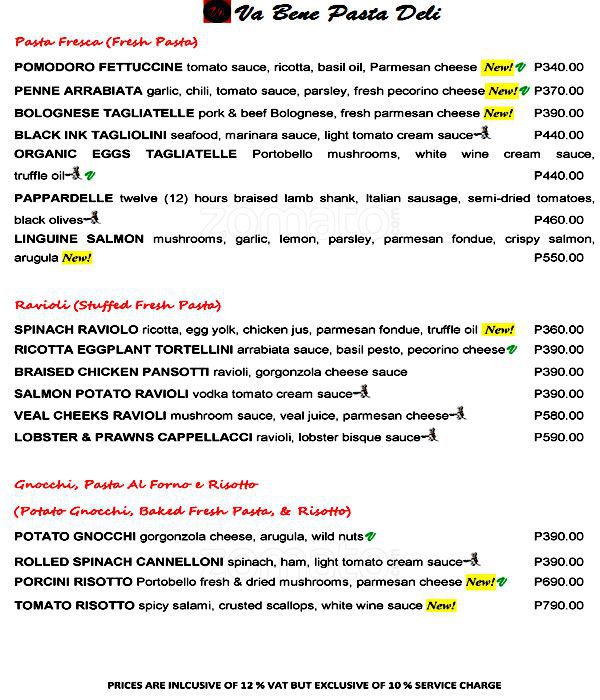 Va Bene Pasta Deli
Pasta Fresca (Fresh Pasta)
POMODORO FETTUCCINE tomato sauce, ricotta, basil oil, Parmesan cheese New! V P340.00
PENNE ARRABIATA garlic, chili, tomato sauce, parsley, fresh pecorino cheese New! V P370.00
BOLOGNESE TAGLIATELLE pork & beef Bolognese, fresh parmesan cheese New! P390.00
BLACK INK TAGLIOLINI seafood, marinara sauce, light tomato cream sauce P440.00
ORGANIC EGGS TAGLIATELLE Portobello mushrooms, white wine cream sauce,
truffle oil V P440.00
PAPPARDELLE twelve (12) hours braised lamb shank, Italian sausage, semi-dried tomatoes,
black olives P460.00
zomato.com
LINGUINE SALMON mushrooms, garlic, lemon, parsley, parmesan fondue, crispy salmon,
arugula New! P550.00
Ravioli (Stuffed Fresh Pasta)
SPINACH RAVIOLO ricotta, egg yolk, chicken jus, parmesan fondue, truffle oil New! P360.00
RICOTTA EGGPLANT TORTELLINI arrabiata sauce, basil pesto, pecorino cheese V P390.00
BRAISED CHICKEN PANSOTTI ravioli, gorgonzola cheese sauce P390.00
SALMON POTATO RAVIOLI vodka tomato cream sauce P390.00
VEAL CHEEKS RAVIOLI mushroom sauce, veal juice, parmesan cheese P580.00
LOBSTER & PRAWNS CAPPELLACCI ravioli, lobster bisque sauce P590.00
Gnocchi, Pasta Al Forno e Risotto
(Potato Gnocchi, Baked Fresh Pasta, & Risotto)
POTATO GNOCCHI gorgonzola cheese, arugula, wild nuts V P390.00
ROLLED SPINACH CANNELLONI spinach, ham, light tomato cream sauce P390.00
PORCINI RISOTTO Portobello fresh & dried mushrooms, parmesan cheese New! V P690.00
TOMATO RISOTTO spicy salami, crusted scallops, white wine sauce New! P790.00
PRICES ARE INLCUSIVE OF 12 % VAT BUT EXCLUSIVE OF 10 % SERVICE CHARGE